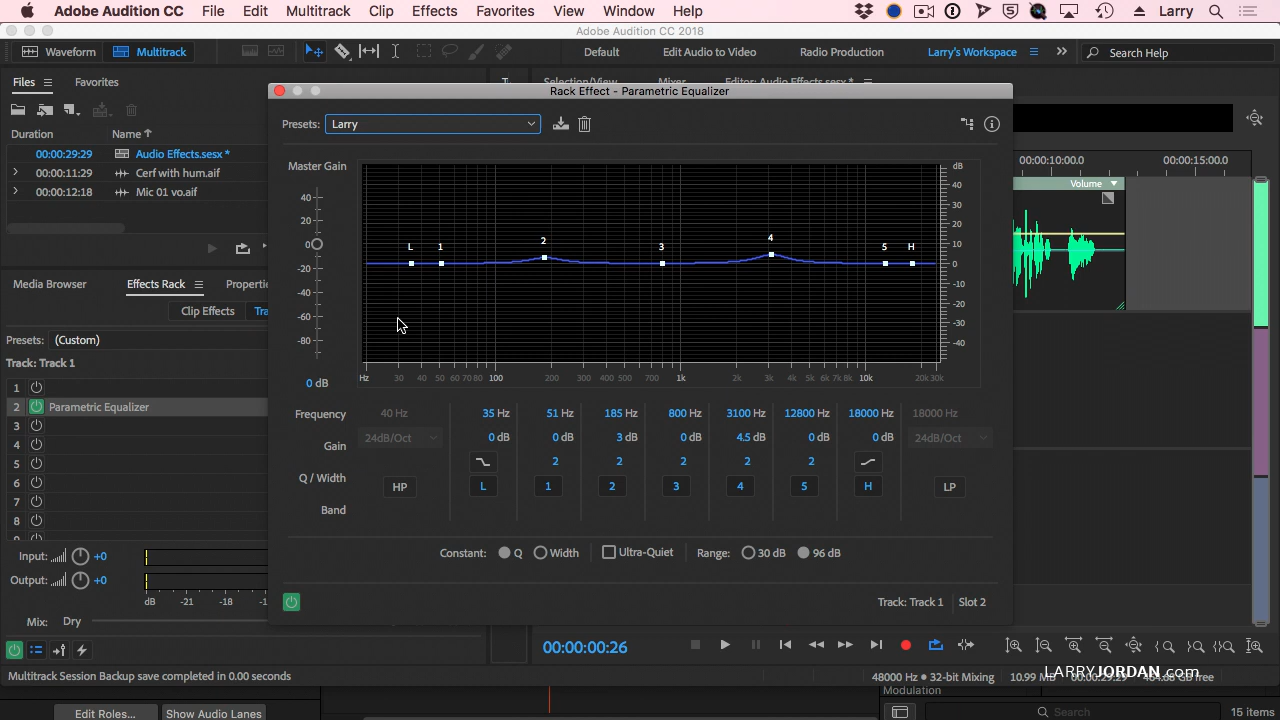 Adobe Audition CC File Edit Multitrack Clip Effects Favorites View Window Help Larry
Adobe Audition CC 2018
Waveform Multitrack Default Edit Audio to Video Radio Production Larry's Workspace Search Help
Files Favorites
Rack Effect - Parametric Equalizer
Presets: Larry
Duration Name
00:00:29:29 Audio Effects.sesx *
00:00:11:29 Cerf with hum.aif
00:00:12:18 Mic 01 vo.aif
00:00:10:00.0 00:00:15:00.0
Volume
Master Gain
40
20
0
-20
-40
-60
-80
0 dB
L 1 2 3 4 5 H
dB
40
30
20
10
0
-10
-20
-30
-40
Hz 30 40 50 60 70 80 100 200 300 400 500 700 1k 2k 3k 4k 5k 6k 7k 8k 10k 20k 30k
Media Browser Effects Rack Properti
Clip Effects Tra
Presets: (Custom)
Track: Track 1
1
2 Parametric Equalizer
3
4
5
6
7
8
Frequency 40 Hz 35 Hz 51 Hz 185 Hz 800 Hz 3100 Hz 12800 Hz 18000 Hz 18000 Hz
Gain 24dB/Oct 0 dB 0 dB 3 dB 0 dB 4.5 dB 0 dB 0 dB 24dB/Oct
Q / Width 2 2 2 2 2
Band HP L 1 2 3 4 5 H LP
Constant: Q Width Ultra-Quiet Range: 30 dB 96 dB
Input: +0
Output: +0
dB -21 -18
Mix: Dry
Track: Track 1 Slot 2
00:00:00:26
Multitrack Session Backup save completed in 0.00 seconds
48000 Hz • 32-bit Mixing 10.99 MB
LARRYJORDAN.com
Modulation
Edit Roles... Show Audio Lanes
Search 15 items